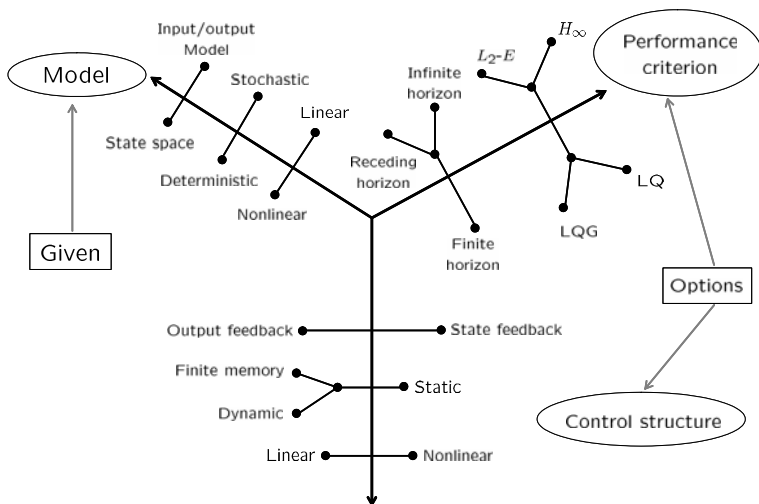 Input/output
Model
Model
Stochastic
Linear
State space
Deterministic
Nonlinear
Given
Infinite
horizon
Receding
horizon
Finite
horizon
L₂-E
H∞
LQ
LQG
Performance
criterion
Options
Control structure
Output feedback
State feedback
Finite memory
Static
Dynamic
Linear
Nonlinear